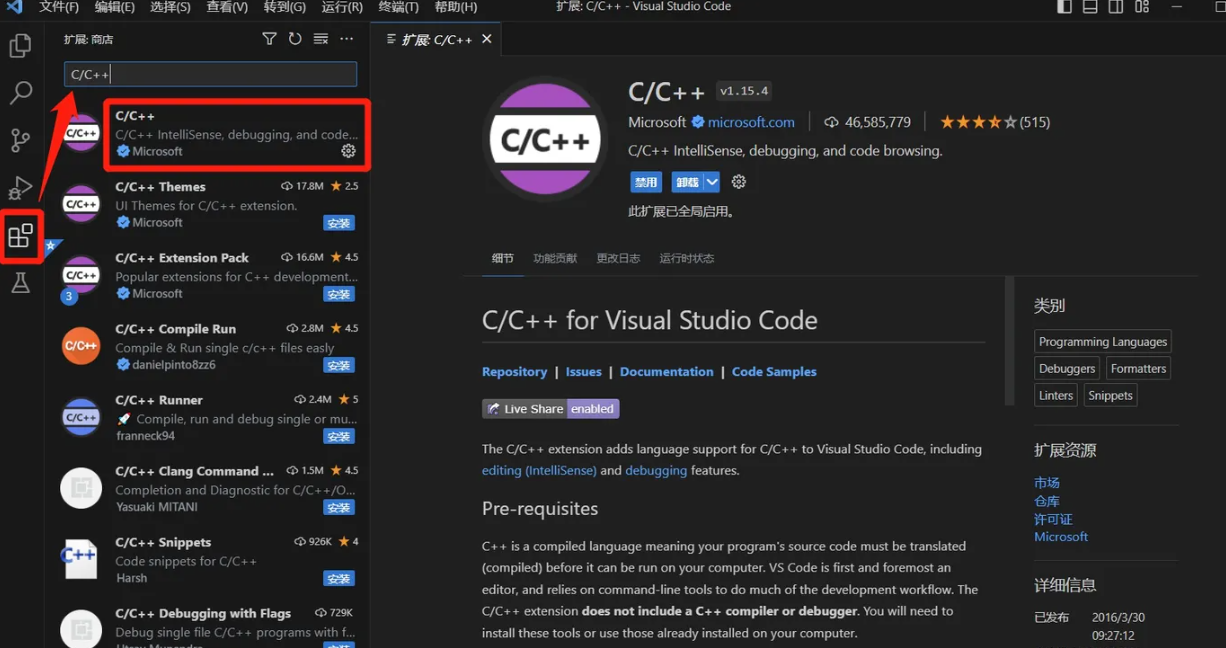 文件(F) 编辑(E) 选择(S) 查看(V) 转到(G) 运行(R) 终端(T) 帮助(H) 扩展: C/C++ - Visual Studio Code
扩展: 商店
C/C++
C/C++
C/C++
C/C++ IntelliSense, debugging, and code...
Microsoft
C/C++
C/C++ Themes 17.8M 2.5
UI Themes for C/C++ extension.
Microsoft 安装
C/C++
C/C++ Extension Pack 16.6M 4.5
Popular extensions for C++ development...
Microsoft 安装
3
C/C++
C/C++ Compile Run 2.8M 4.5
Compile & Run single c/c++ files easly
danielpinto8zz6 安装
C/C++
C/C++ Runner 2.4M 5
Compile, run and debug single or mu...
franneck94 安装
C/C++ Clang Command ... 1.5M 4.5
Completion and Diagnostic for C/C++/O...
Yasuaki MITANI 安装
C++
C/C++ Snippets 926K 4
Code snippets for C/C++
Harsh 安装
C/C++ Debugging with Flags 729K
Debug single file C/C++ programs with f...
扩展: C/C++
C/C++
C/C++ v1.15.4
Microsoft microsoft.com 46,585,779 (515)
C/C++ IntelliSense, debugging, and code browsing.
禁用 卸载
此扩展已全局启用。
细节 功能贡献 更改日志 运行时状态
C/C++ for Visual Studio Code
Repository | Issues | Documentation | Code Samples
Live Share enabled
The C/C++ extension adds language support for C/C++ to Visual Studio Code, including
editing (IntelliSense) and debugging features.
Pre-requisites
C++ is a compiled language meaning your program's source code must be translated
(compiled) before it can be run on your computer. VS Code is first and foremost an
editor, and relies on command-line tools to do much of the development workflow. The
C/C++ extension does not include a C++ compiler or debugger. You will need to
install these tools or use those already installed on your computer.
类别
Programming Languages
Debuggers Formatters
Linters Snippets
扩展资源
市场
仓库
许可证
Microsoft
详细信息
已发布 2016/3/30
09:27:12